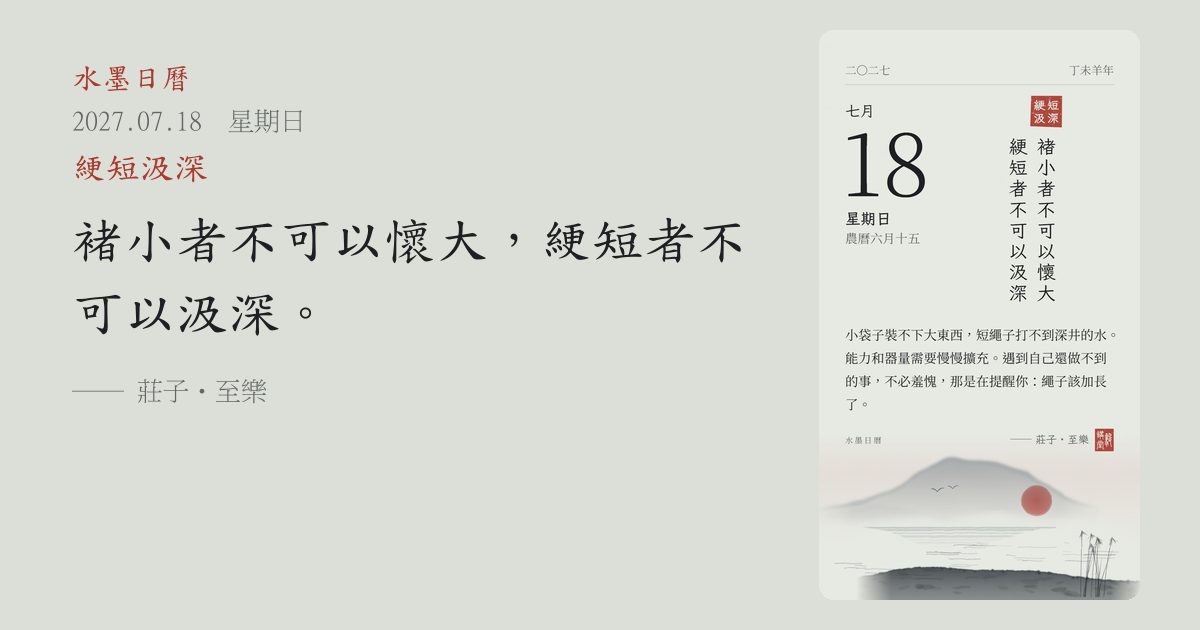 水墨日曆
2027.07.18 星期日
綆短汲深
褚小者不可以懷大，綆短者不
可以汲深。
—— 莊子・至樂
二〇二七
丁未羊年
七月
18
星期日
農曆六月十五
短深
綆汲
褚小者不可以懷大
綆短者不可以汲深
小袋子裝不下大東西，短繩子打不到深井的水。
能力和器量需要慢慢擴充。遇到自己還做不到
的事，不必羞愧，那是在提醒你：繩子該加長
了。
水墨日曆
—— 莊子・至樂